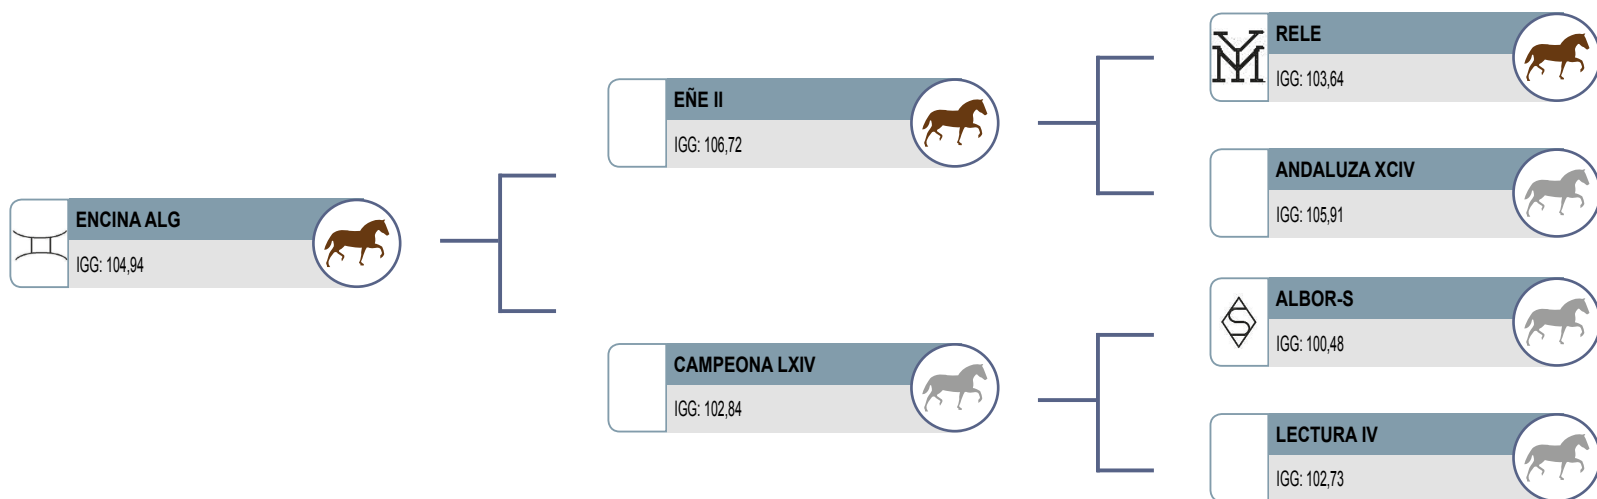 ENCINA ALG
IGG: 104,94
EÑE II
IGG: 106,72
CAMPEONA LXIV
IGG: 102,84
RELE
IGG: 103,64
ANDALUZA XCIV
IGG: 105,91
ALBOR-S
IGG: 100,48
LECTURA IV
IGG: 102,73